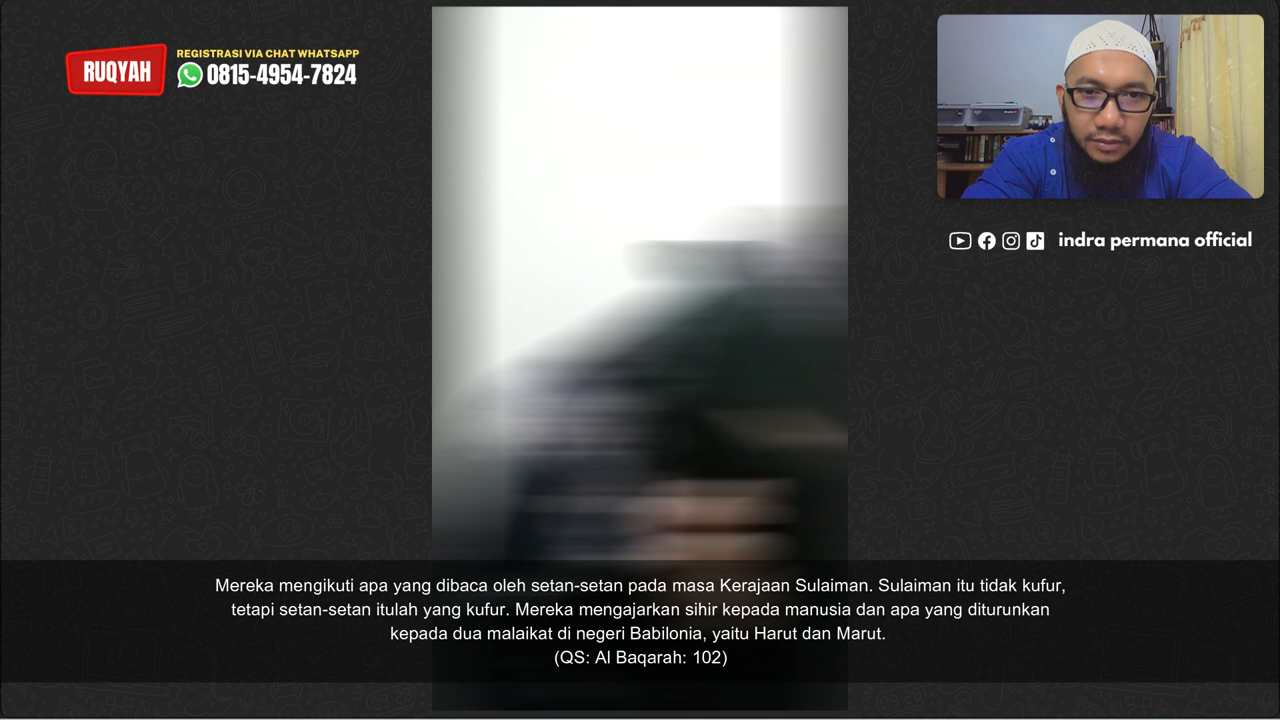 RUQYAH
REGISTRASI VIA CHAT WHATSAPP
0815-4954-7824
indra permana official
Mereka mengikuti apa yang dibaca oleh setan-setan pada masa Kerajaan Sulaiman. Sulaiman itu tidak kufur,
tetapi setan-setan itulah yang kufur. Mereka mengajarkan sihir kepada manusia dan apa yang diturunkan
kepada dua malaikat di negeri Babilonia, yaitu Harut dan Marut.
(QS: Al Baqarah: 102)